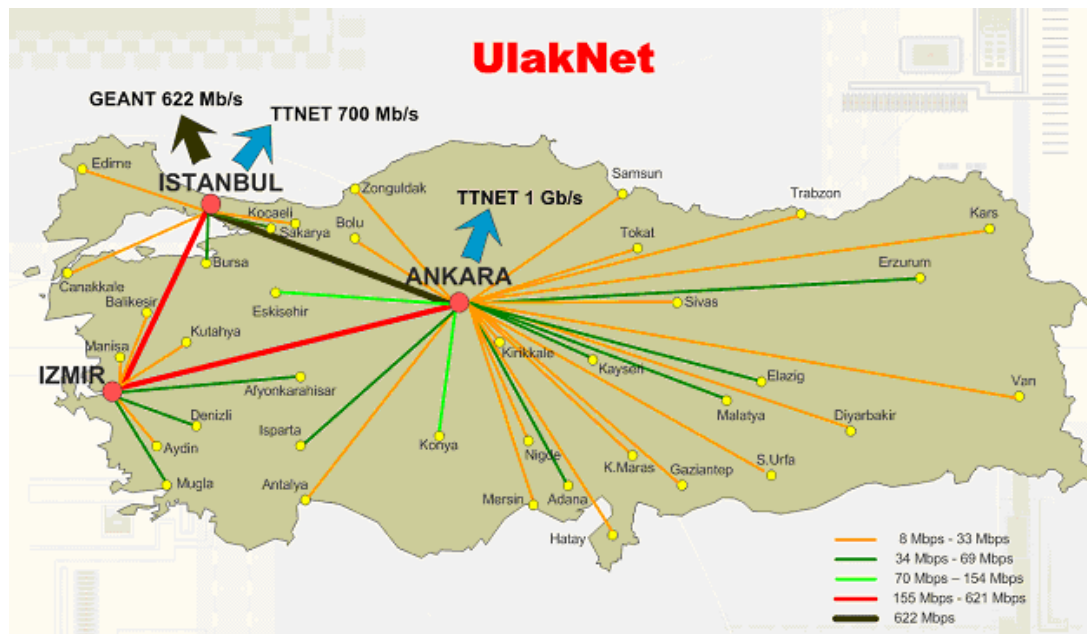 UlakNet
GEANT 622 Mb/s
TTNET 700 Mb/s
Edirne
ISTANBUL
Zonguldak
Samsun
TTNET 1 Gb/s
Trabzon
Kocaeli
Sakarya
Bolu
Tokat
Kars
Bursa
ANKARA
Erzurum
Canakkale
Balikesir
Eskisehir
Sivas
Kutahya
Manisa
Kirikkale
Kayseri
Elazig
IZMIR
Afyonkarahisar
Van
Malatya
Diyarbakir
Denizli
Isparta
Aydin
Konya
Nigde
K.Maras
Gaziantep
S.Urfa
Mugla
Antalya
Mersin
Adana
Hatay
8 Mbps - 33 Mbps
34 Mbps - 69 Mbps
70 Mbps – 154 Mbps
155 Mbps - 621 Mbps
622 Mbps